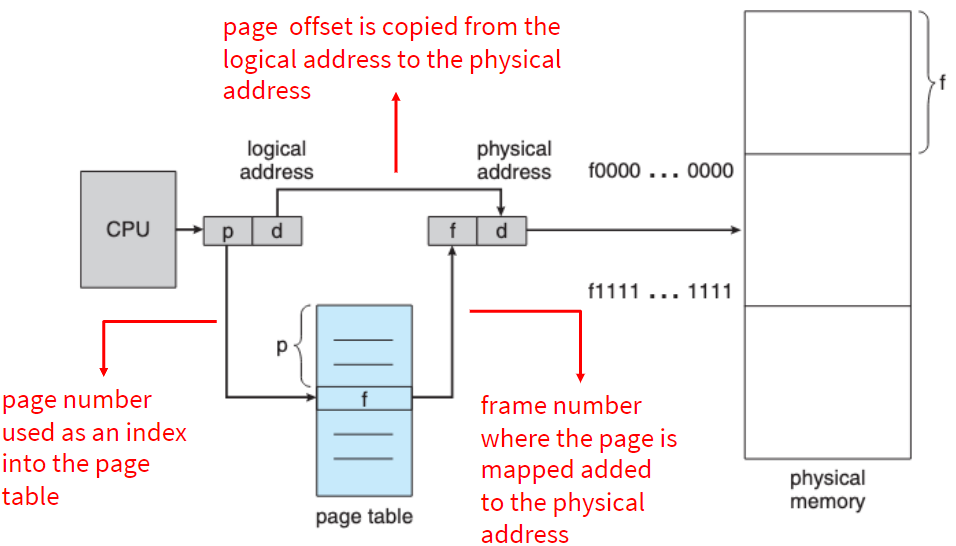 page offset is copied from the
logical address to the physical
address
logical
address
physical
address
f0000 ... 0000
f
CPU
p
d
f
d
f1111 ... 1111
p
f
page number
used as an index
into the page
table
frame number
where the page is
mapped added
to the physical
address
page table
physical
memory